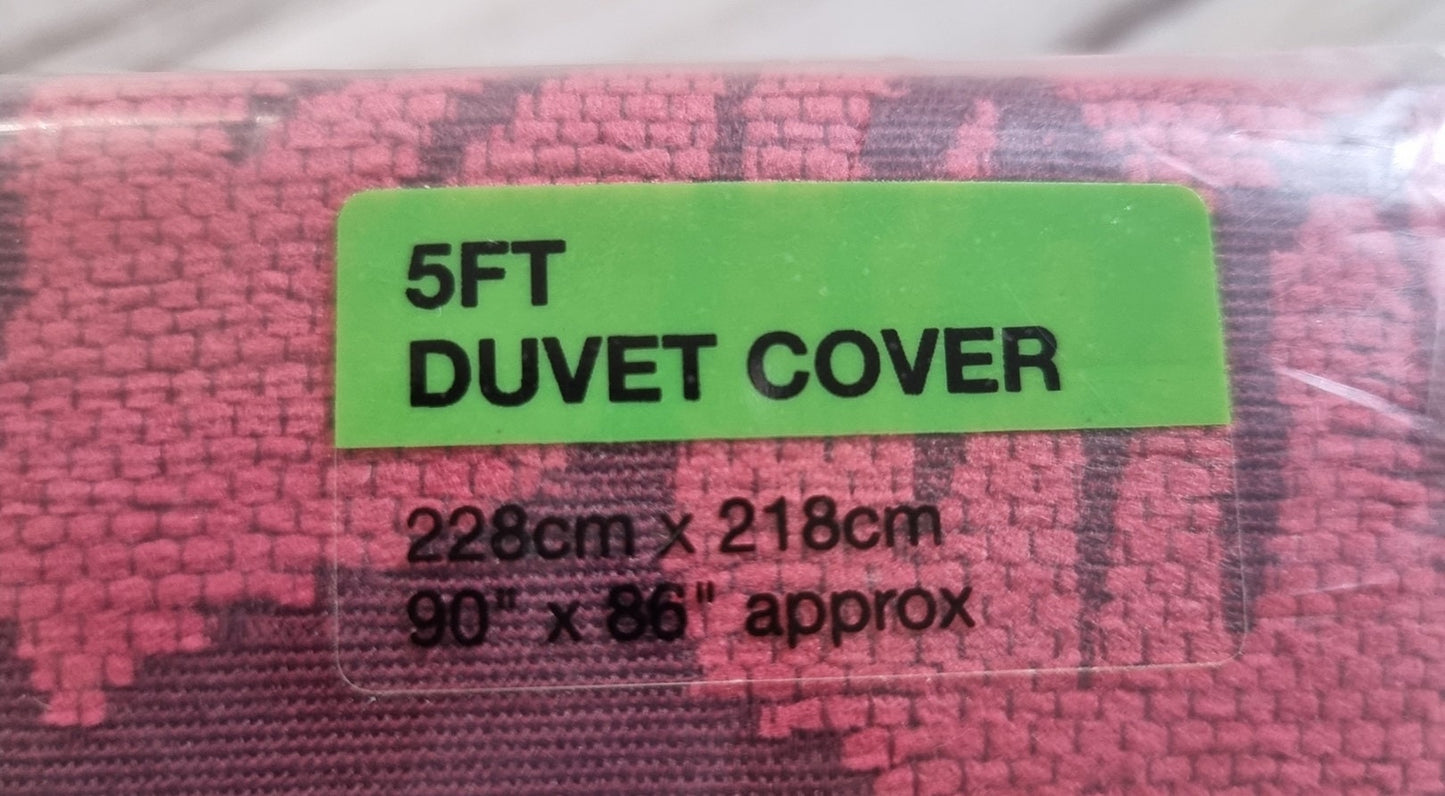 5FT
DUVET COVER
228cm x 218cm
90" x 86" approx